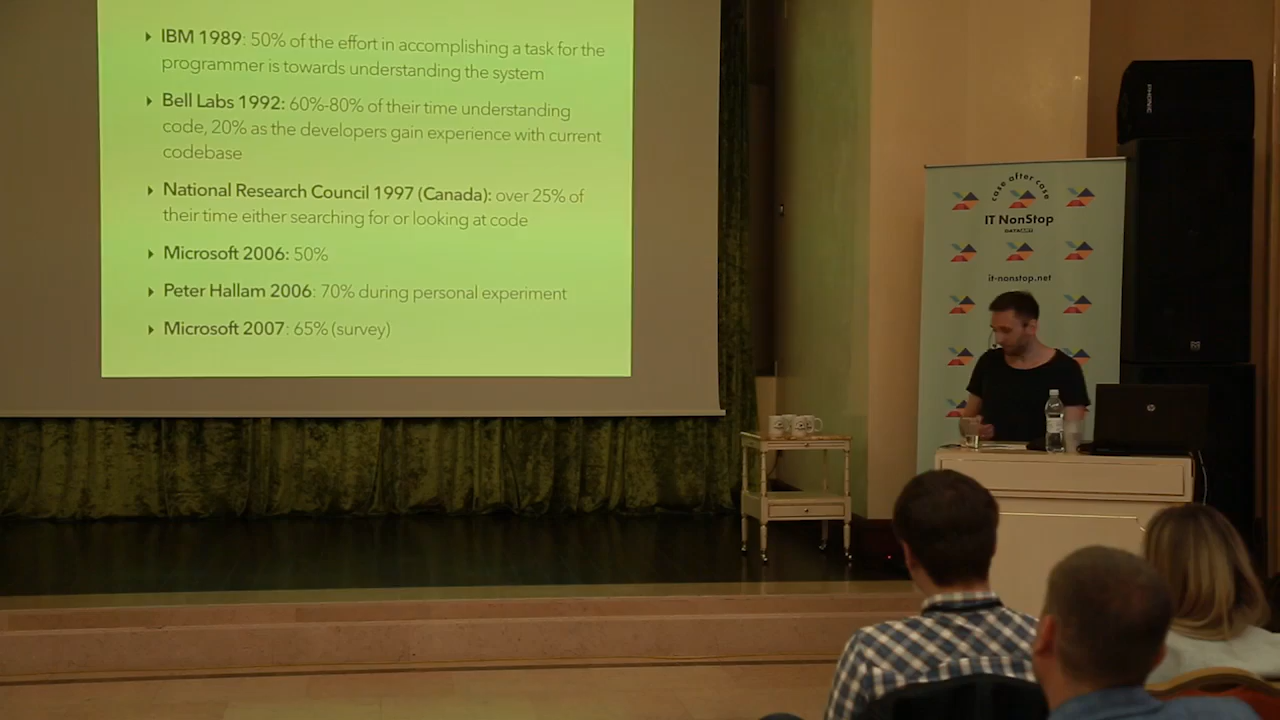 IBM 1989: 50% of the effort in accomplishing a task for the
programmer is towards understanding the system
Bell Labs 1992: 60%-80% of their time understanding
code, 20% as the developers gain experience with current
codebase
National Research Council 1997 (Canada): over 25% of
their time either searching for or looking at code
Microsoft 2006: 50%
Peter Hallam 2006: 70% during personal experiment
Microsoft 2007: 65% (survey)
case after case
IT NonStop
DATAART
it-nonstop.net
hp